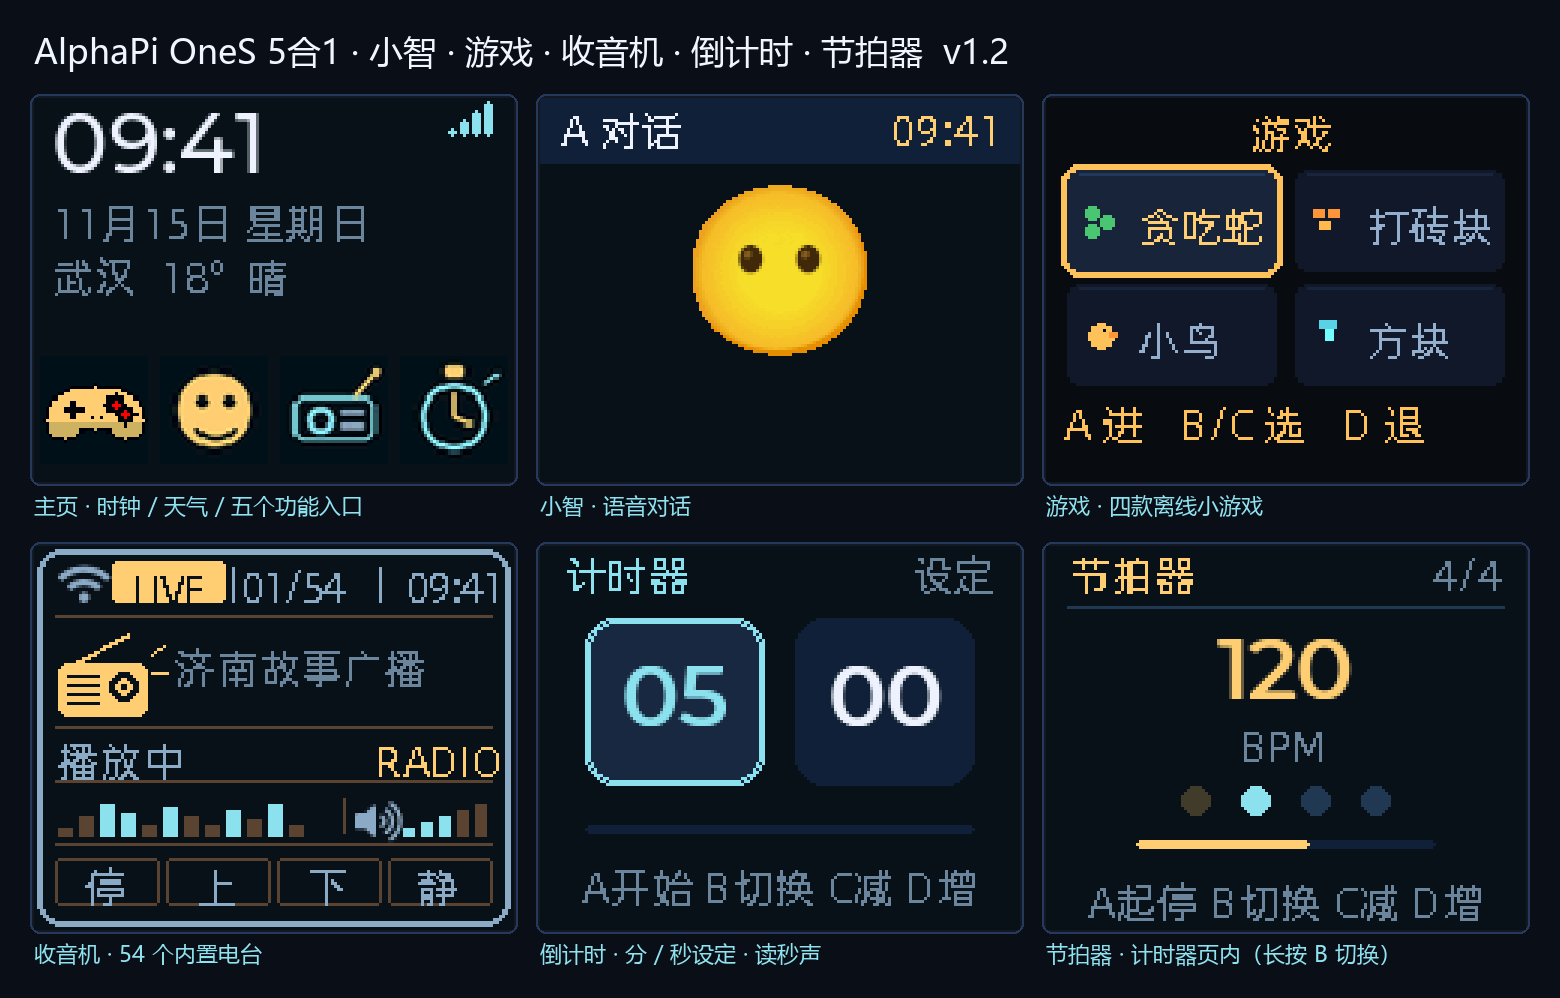 AlphaPi OneS 5合1 · 小智 · 游戏 · 收音机 · 倒计时 · 节拍器 v1.2
09:41
11月15日 星期日
武汉 18° 晴
主页 · 时钟 / 天气 / 五个功能入口
A 对话 09:41
小智 · 语音对话
游戏
贪吃蛇 打砖块
小鸟 方块
A 进 B/C 选 D 退
游戏 · 四款离线小游戏
LIVE 01/54 | 09:41
济南故事广播
播放中 RADIO
停 上 下 静
收音机 · 54 个内置电台
计时器 设定
05 00
A开始 B切换 C减 D增
倒计时 · 分 / 秒设定 · 读秒声
节拍器 4/4
120
BPM
A起停 B切换 C减 D增
节拍器 · 计时器页内（长按 B 切换）